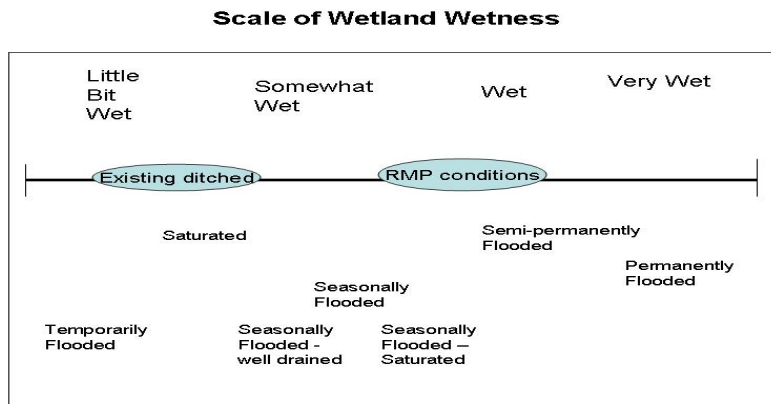 Scale of Wetland Wetness
Little
Bit
Wet
Somewhat
Wet
Wet
Very Wet
Existing ditched
RMP conditions
Saturated
Semi-permanently
Flooded
Permanently
Flooded
Seasonally
Flooded
Temporarily
Flooded
Seasonally
Flooded -
well drained
Seasonally
Flooded –
Saturated